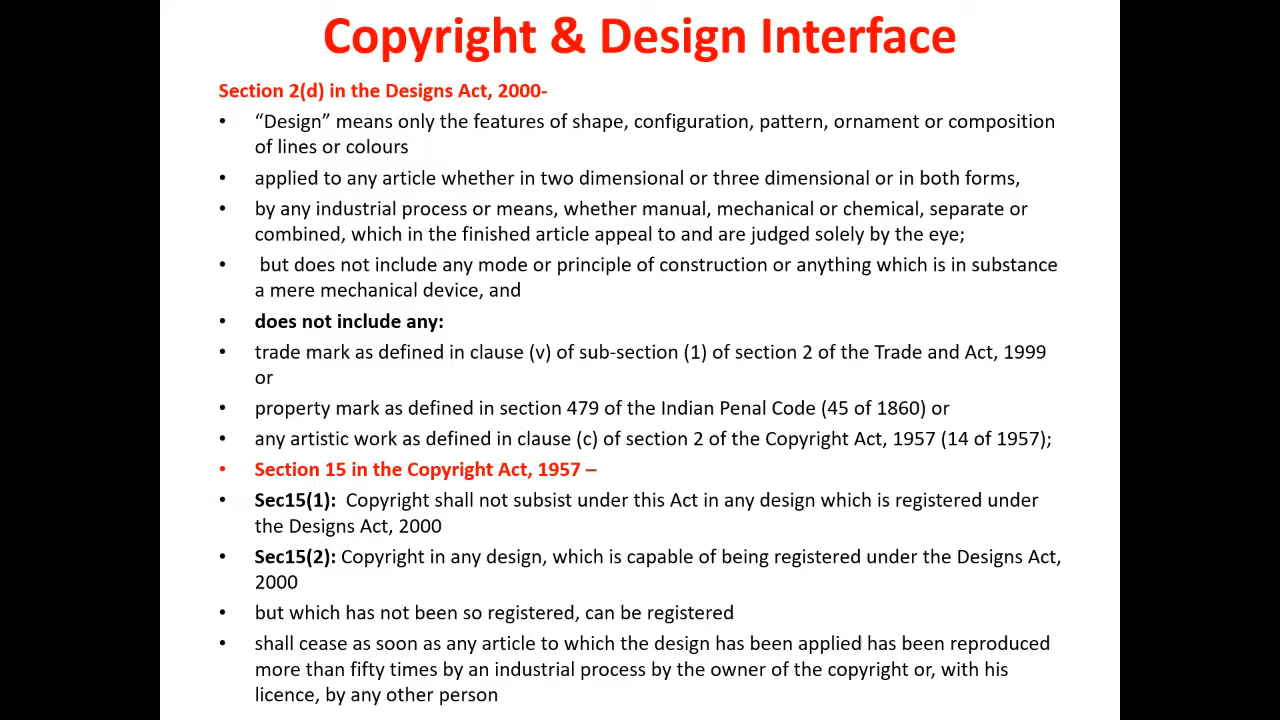 Copyright & Design Interface
Section 2(d) in the Designs Act, 2000-
• “Design” means only the features of shape, configuration, pattern, ornament or composition
of lines or colours
• applied to any article whether in two dimensional or three dimensional or in both forms,
• by any industrial process or means, whether manual, mechanical or chemical, separate or
combined, which in the finished article appeal to and are judged solely by the eye;
• but does not include any mode or principle of construction or anything which is in substance
a mere mechanical device, and
• does not include any:
• trade mark as defined in clause (v) of sub-section (1) of section 2 of the Trade and Act, 1999
or
• property mark as defined in section 479 of the Indian Penal Code (45 of 1860) or
• any artistic work as defined in clause (c) of section 2 of the Copyright Act, 1957 (14 of 1957);
• Section 15 in the Copyright Act, 1957 –
• Sec15(1): Copyright shall not subsist under this Act in any design which is registered under
the Designs Act, 2000
• Sec15(2): Copyright in any design, which is capable of being registered under the Designs Act,
2000
• but which has not been so registered, can be registered
• shall cease as soon as any article to which the design has been applied has been reproduced
more than fifty times by an industrial process by the owner of the copyright or, with his
licence, by any other person